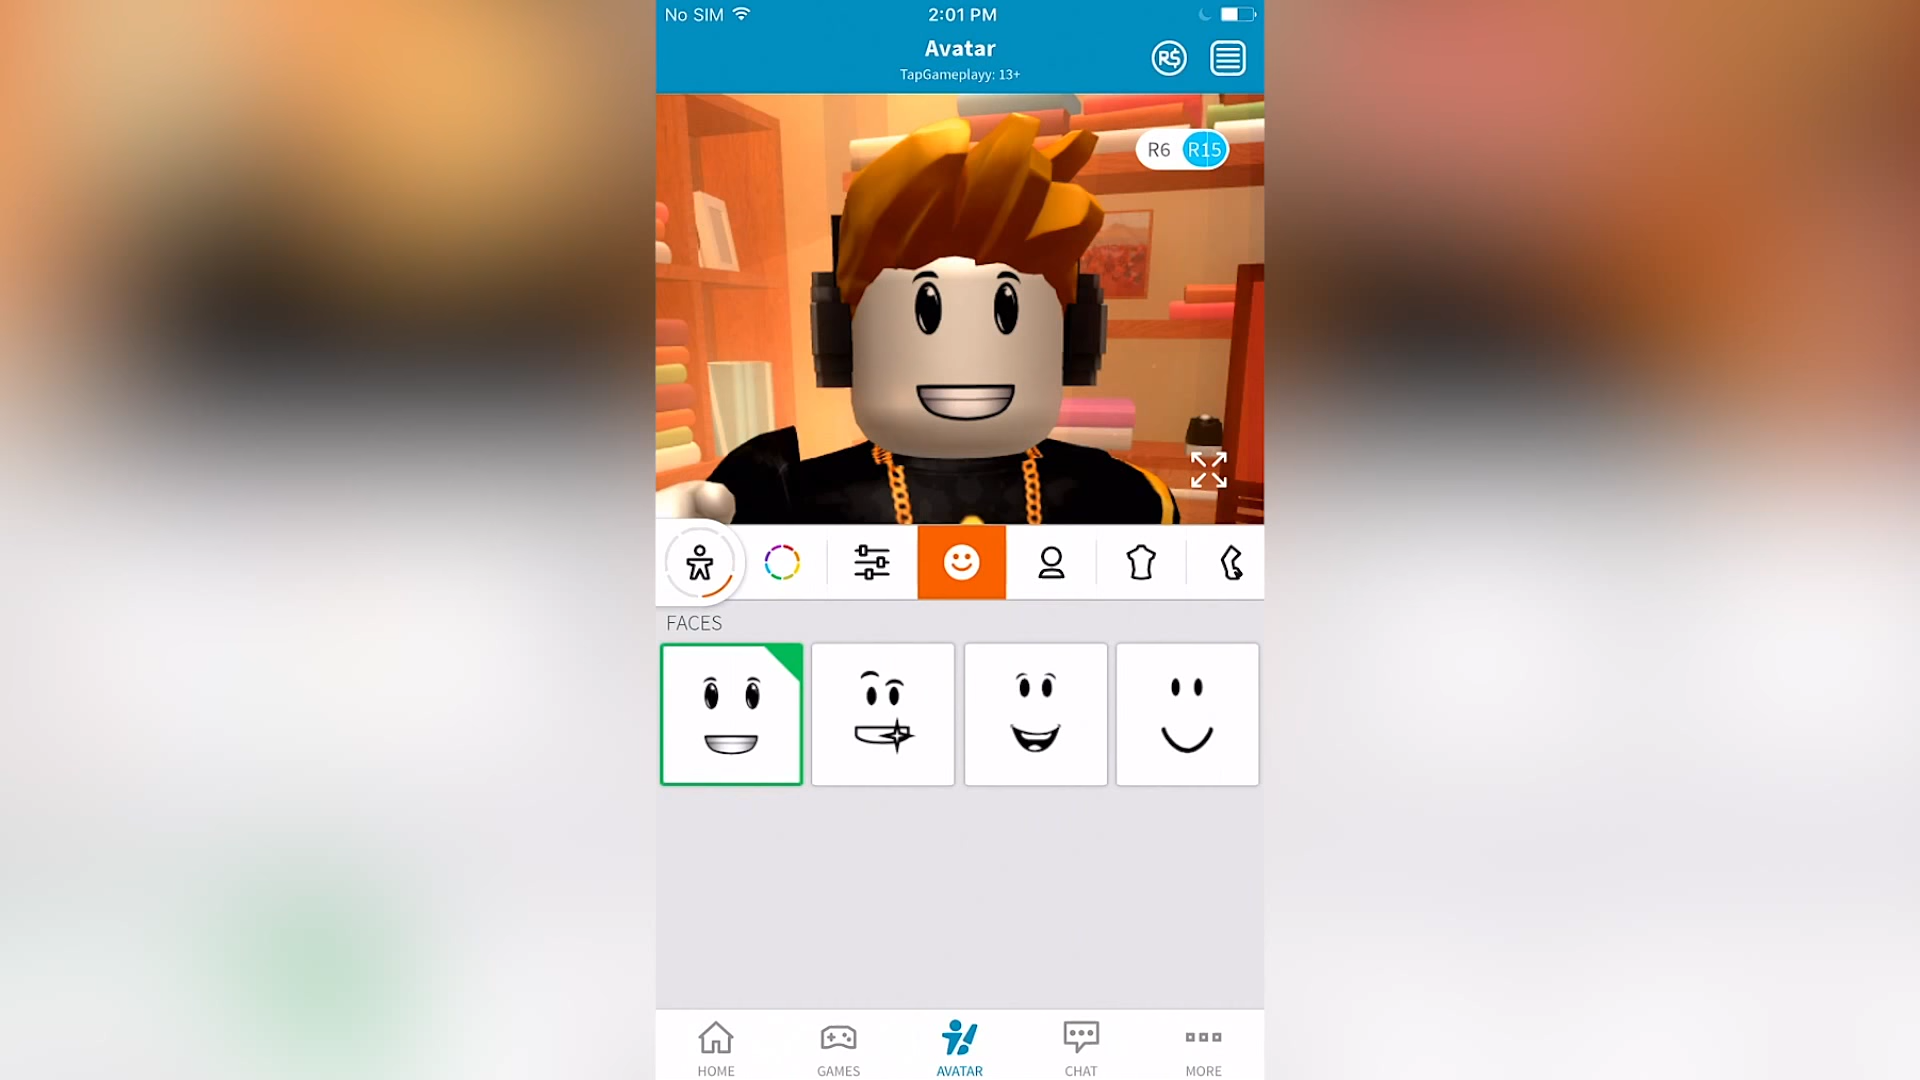 No SIM
2:01 PM
Avatar
TapGameplayy: 13+
R$
R6 R15
FACES
HOME
GAMES
AVATAR
CHAT
MORE